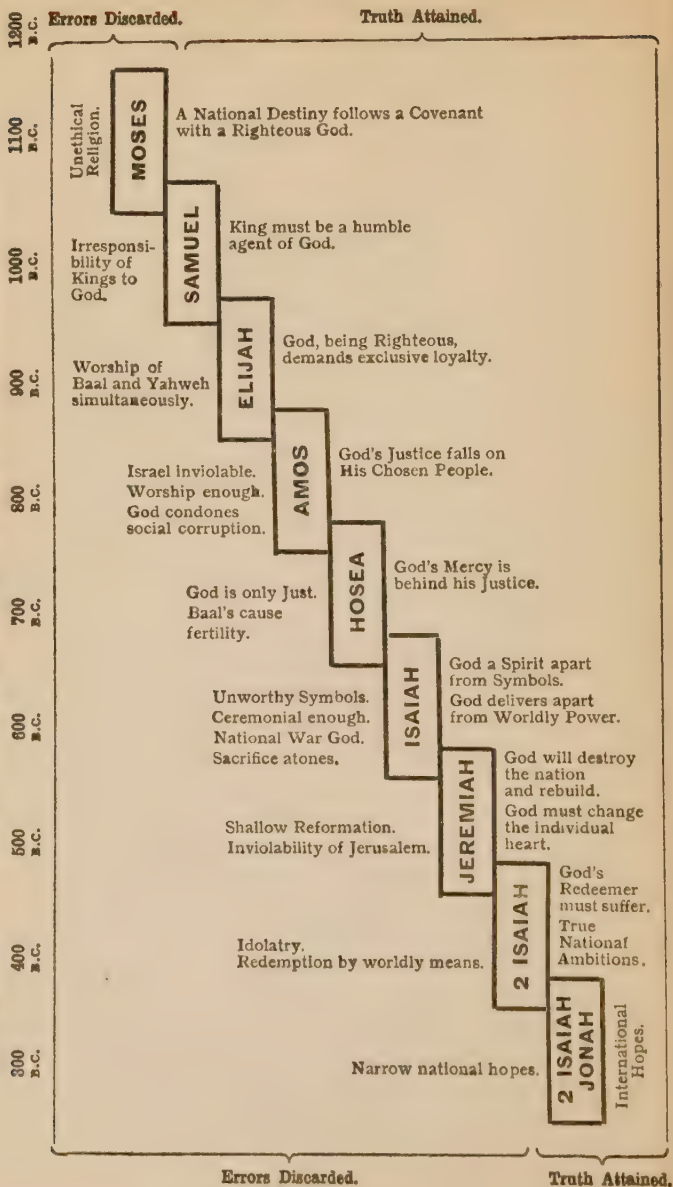 Errors Discarded.
Truth Attained.
1200
B.C.
1100
B.C.
Unethical
Religion.
MOSES
A National Destiny follows a Covenant
with a Righteous God.
1000
B.C.
Irresponsi-
bility of
Kings to
God.
SAMUEL
King must be a humble
agent of God.
900
B.C.
Worship of
Baal and Yahweh
simultaneously.
ELIJAH
God, being Righteous,
demands exclusive loyalty.
800
B.C.
Israel inviolable.
Worship enough.
God condones
social corruption.
AMOS
God's Justice falls on
His Chosen People.
700
B.C.
God is only Just.
Baal's cause
fertility.
HOSEA
God's Mercy is
behind his Justice.
600
B.C.
Unworthy Symbols.
Ceremonial enough.
National War God.
Sacrifice atones.
ISAIAH
God a Spirit apart
from Symbols.
God delivers apart
from Worldly Power.
500
B.C.
Shallow Reformation.
Inviolability of Jerusalem.
JEREMIAH
God will destroy
the nation
and rebuild.
God must change
the individual
heart.
400
B.C.
Idolatry.
Redemption by worldly means.
2 ISAIAH
God's
Redeemer
must suffer.
True
National
Ambitions.
300
B.C.
Narrow national hopes.
2 ISAIAH
JONAH
International
Hopes.
Errors Discarded.
Truth Attained.